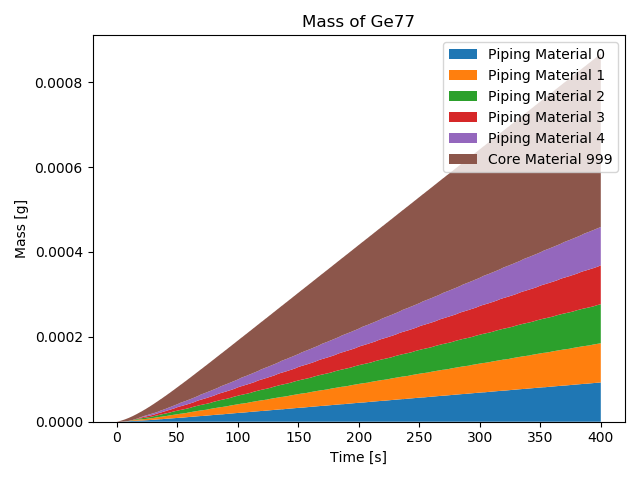 Mass of Ge77
Piping Material 0
Piping Material 1
Piping Material 2
Piping Material 3
Piping Material 4
Core Material 999
Mass [g]
0.0008
0.0006
0.0004
0.0002
0.0000
0 50 100 150 200 250 300 350 400
Time [s]